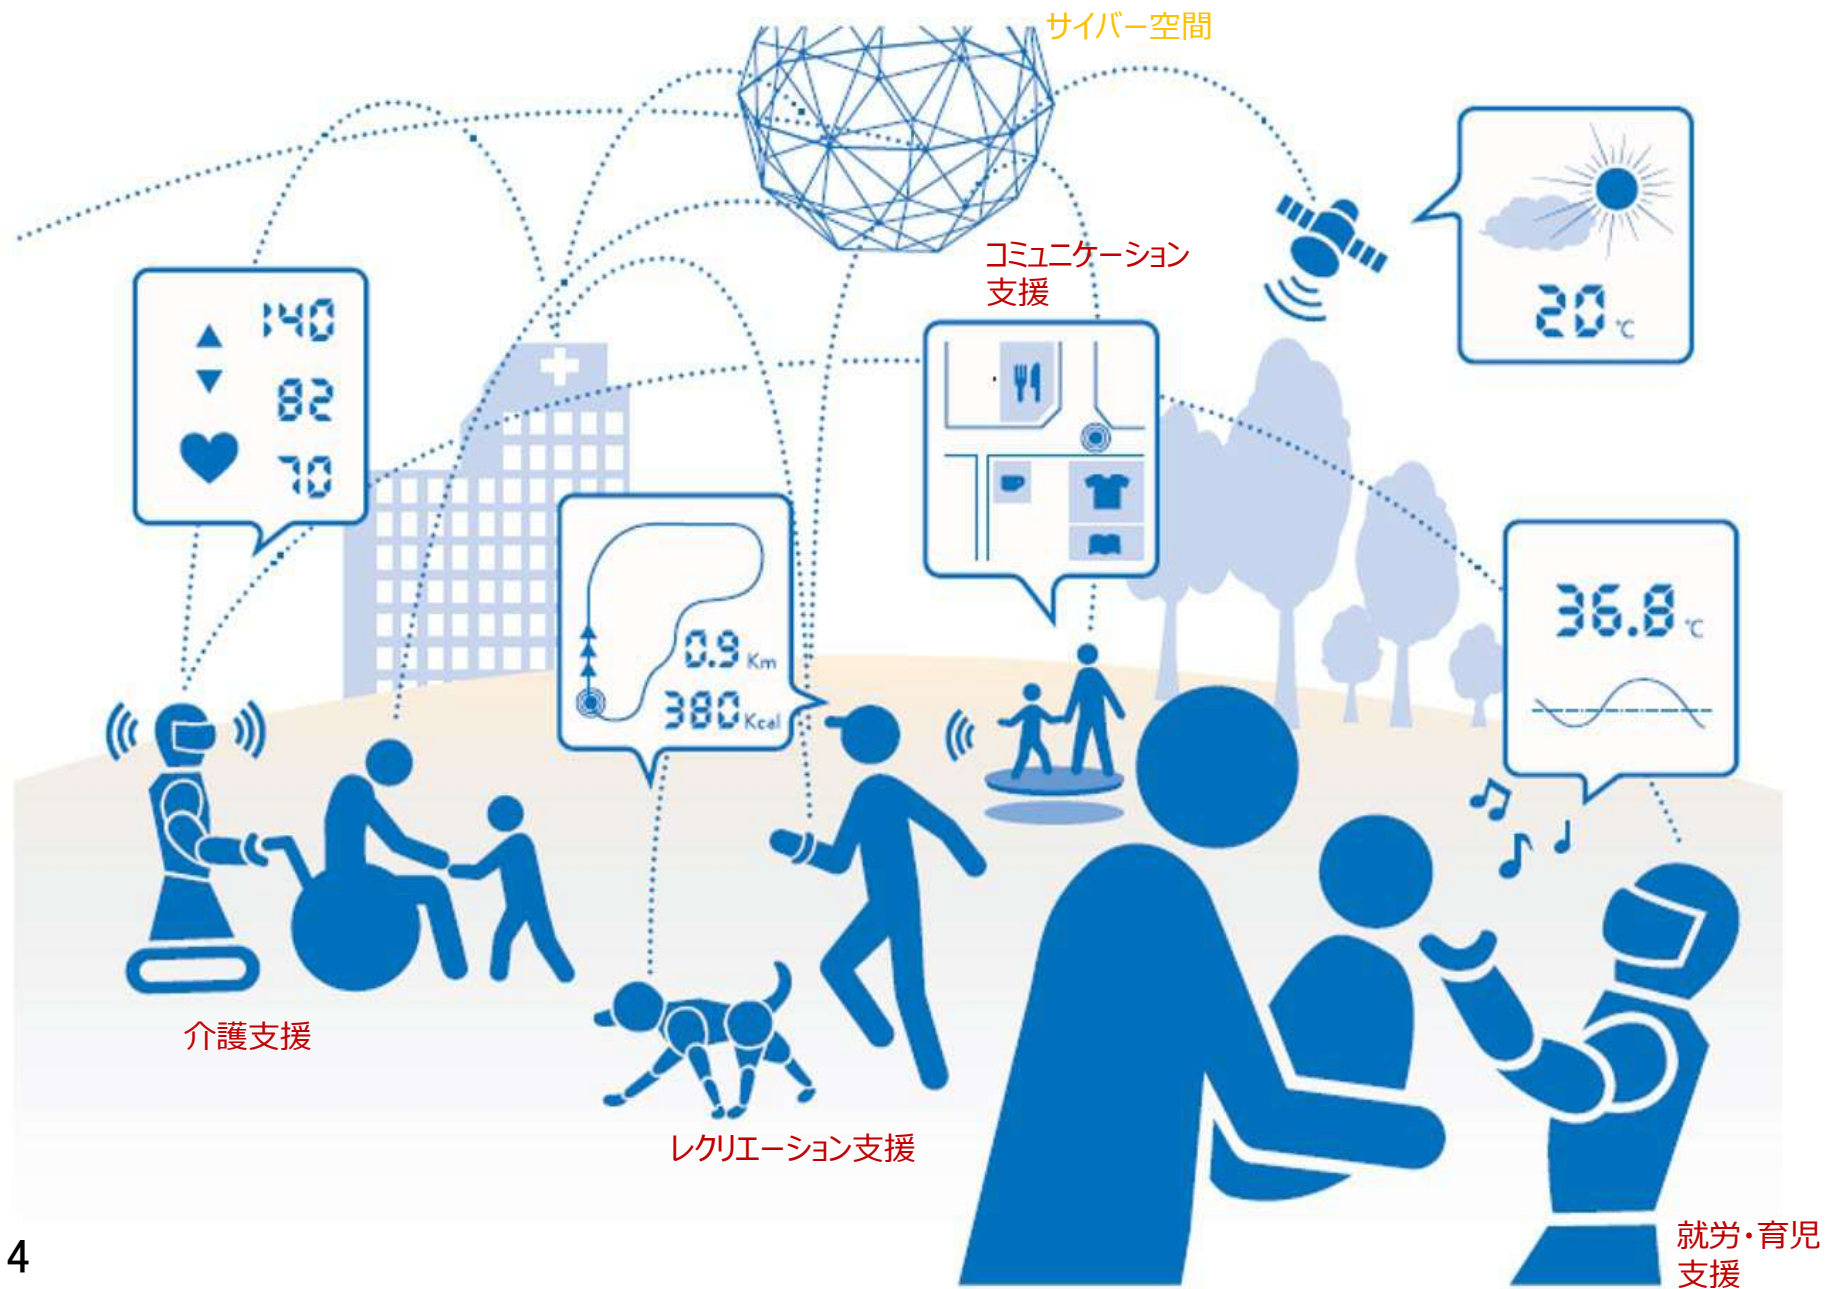 サイバー空間
コミュニケーション
支援
20 ℃
140
82
70
0.9 Km
380 Kcal
36.8 ℃
介護支援
レクリエーション支援
就労・育児
支援
4